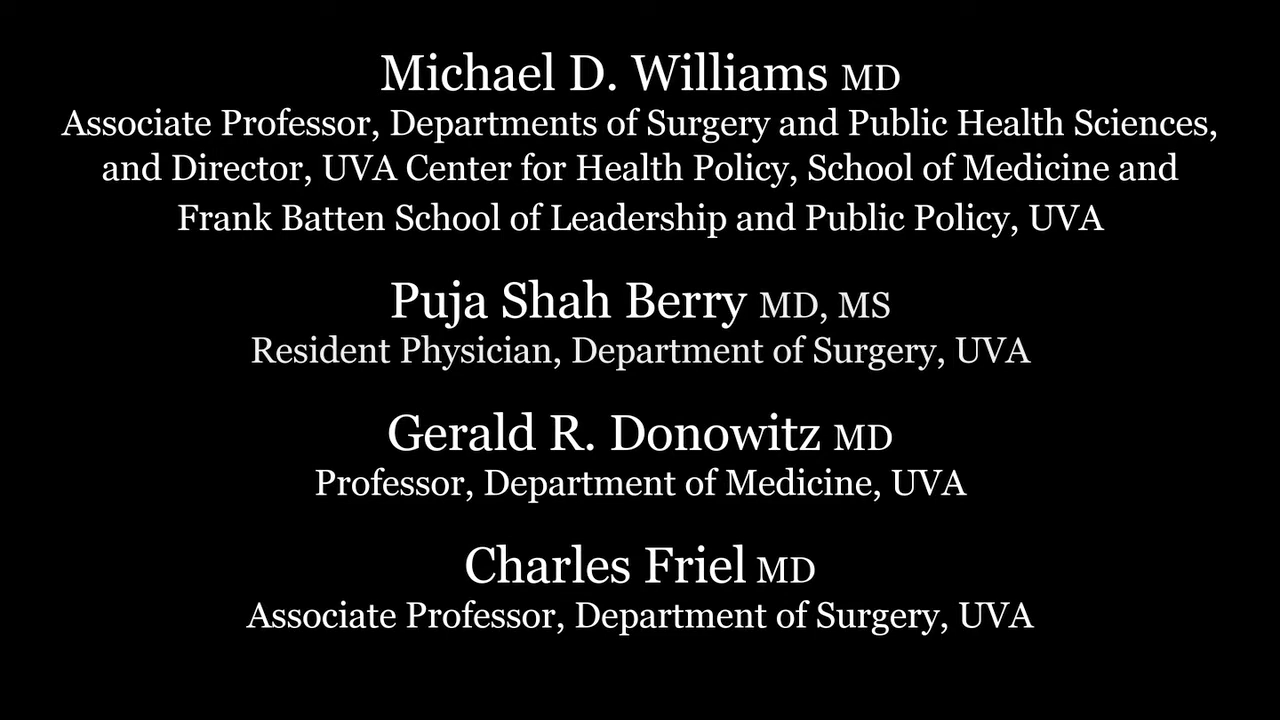 Michael D. Williams MD
Associate Professor, Departments of Surgery and Public Health Sciences,
and Director, UVA Center for Health Policy, School of Medicine and
Frank Batten School of Leadership and Public Policy, UVA
Puja Shah Berry MD, MS
Resident Physician, Department of Surgery, UVA
Gerald R. Donowitz MD
Professor, Department of Medicine, UVA
Charles Friel MD
Associate Professor, Department of Surgery, UVA